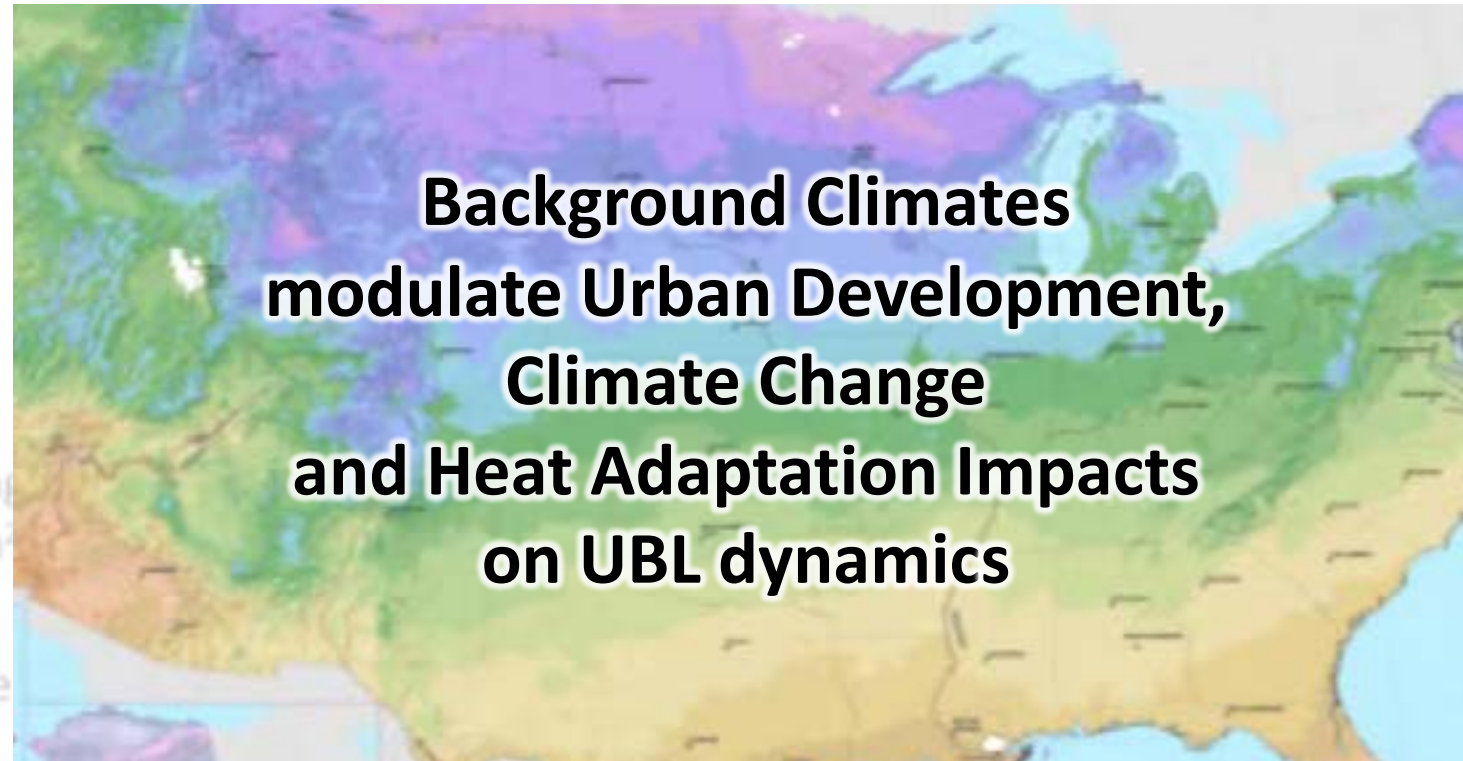 Background Climates
modulate Urban Development,
Climate Change
and Heat Adaptation Impacts
on UBL dynamics